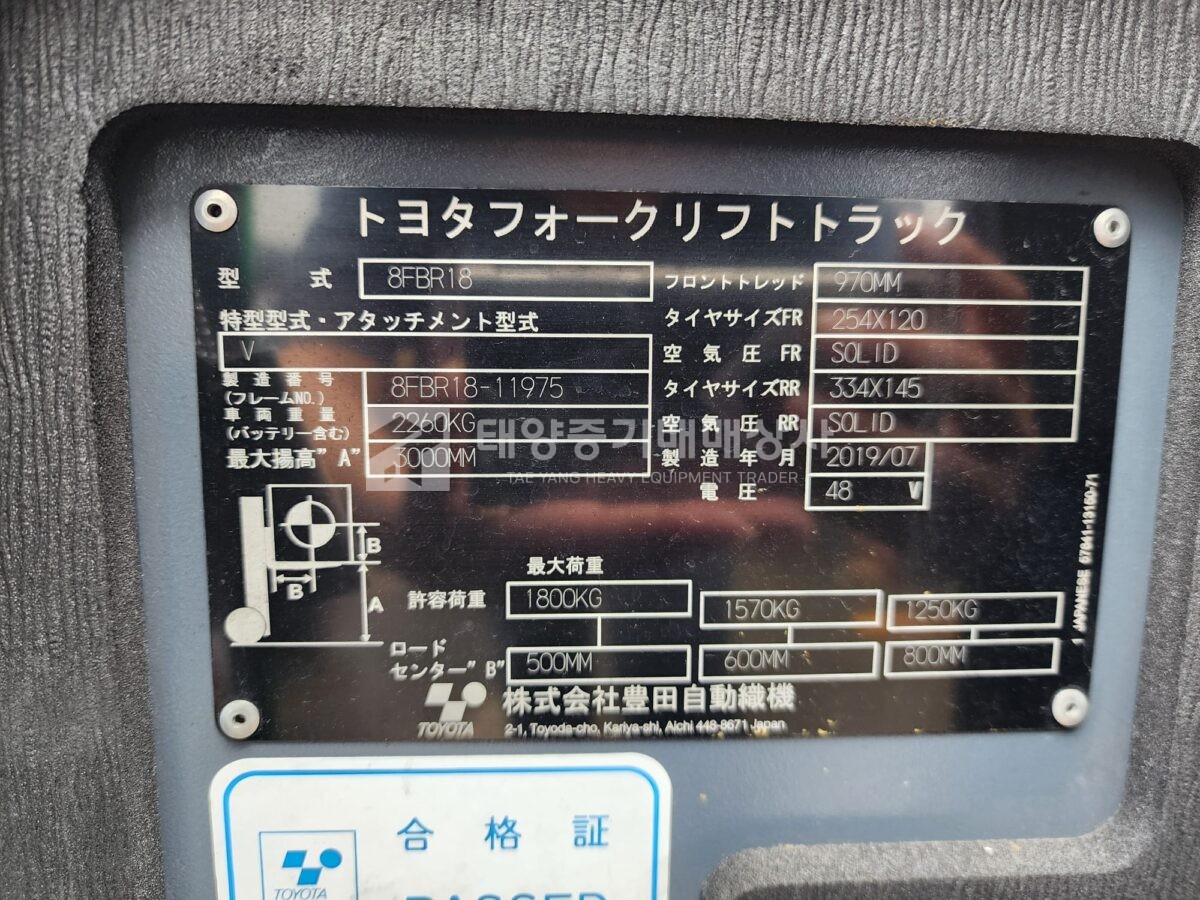 トヨタフォークリフトトラック
型式 8FBR18 フロントトレッド 970MM
特型型式・アタッチメント型式 タイヤサイズFR 254X120
V 空気圧FR SOLID
製造番号
(フレームNO.) 8FBR18-11975 タイヤサイズRR 334X145
車両重量
(バッテリー含む) 2260KG 空気圧RR SOLID
태양중기매매상사
最大揚高"A" 3000MM 製造年月 2019/07
TAE YANG HEAVY EQUIPMENT TRADER
電圧 48 V
B
B
A
最大荷重
許容荷重 1800KG 1570KG 1250KG
ロード
センター"B" 500MM 600MM 800MM
TOYOTA 株式会社豊田自動織機
2-1, Toyoda-cho, Kariya-shi, Aichi 448-8671 Japan
JAPANESE 57841-13160-71
合格証
TOYOTA
PASSED